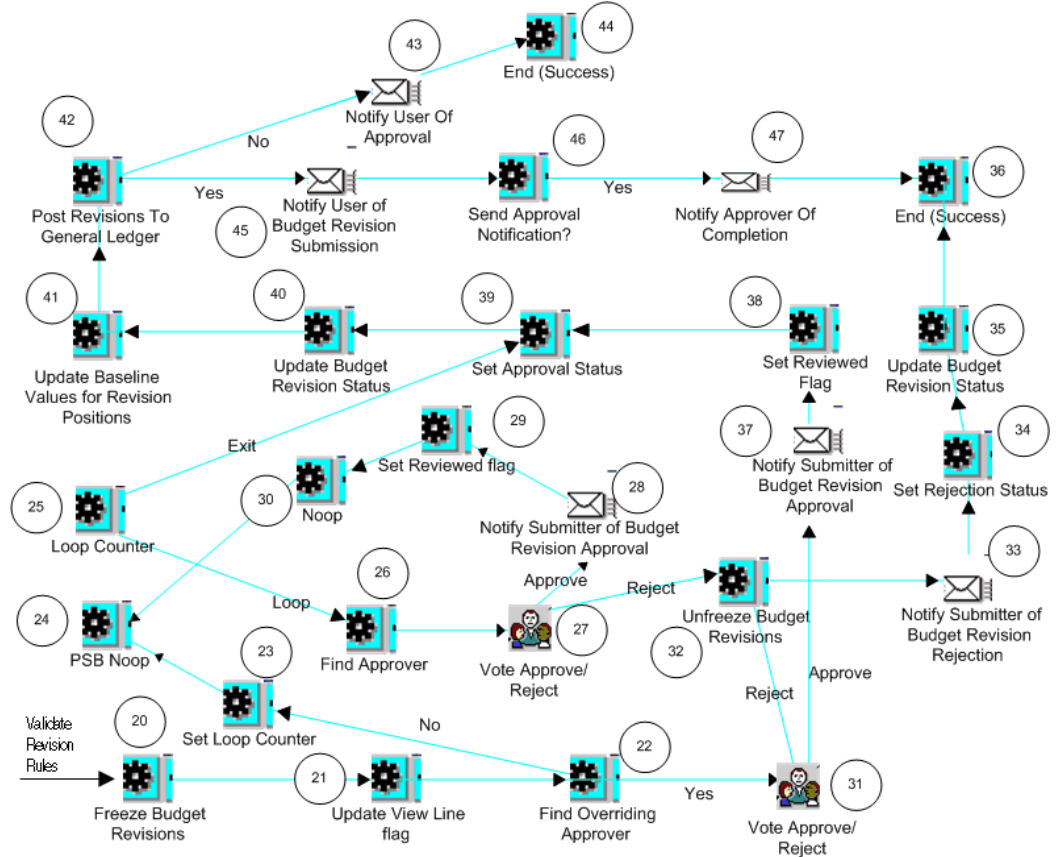 43
44
End (Success)
Notify User Of
Approval
42
No
Post Revisions To
General Ledger
Yes
45
Notify User of
Budget Revision
Submission
46
Send Approval
Notification?
Yes
47
Notify Approver Of
Completion
36
End (Success)
41
Update Baseline
Values for Revision
Positions
40
Update Budget
Revision Status
39
Set Approval Status
38
Set Reviewed
Flag
35
Update Budget
Revision Status
Exit
29
Set Reviewed flag
30
Noop
28
Notify Submitter of Budget
Revision Approval
37
Notify Submitter of
Budget Revision
Approval
34
Set Rejection Status
25
Loop Counter
Loop
26
Find Approver
Approve
27
Vote Approve/
Reject
Reject
Unfreeze Budget
Revisions
32
33
Notify Submitter of
Budget Revision
Rejection
24
PSB Noop
23
Set Loop Counter
No
Reject
Approve
Validate
Revision
Rules
20
Freeze Budget
Revisions
21
Update View Line
flag
22
Find Overriding
Approver
Yes
31
Vote Approve/
Reject